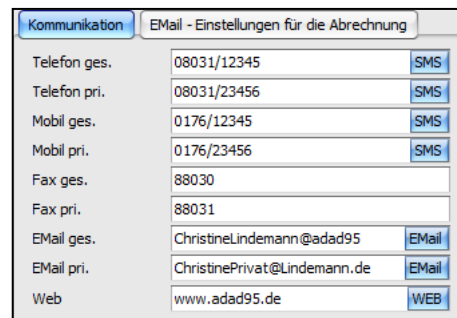 Kommunikation EMail - Einstellungen für die Abrechnung
Telefon ges. 08031/12345 SMS
Telefon pri. 08031/23456 SMS
Mobil ges. 0176/12345 SMS
Mobil pri. 0176/23456 SMS
Fax ges. 88030
Fax pri. 88031
EMail ges. ChristineLindemann@adad95 EMail
EMail pri. ChristinePrivat@Lindemann.de EMail
Web www.adad95.de WEB